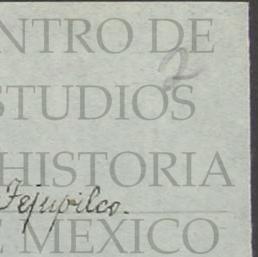 NTRO DE
2
STUDIOS
HISTORIA
Tejupilco.
E MEXICO